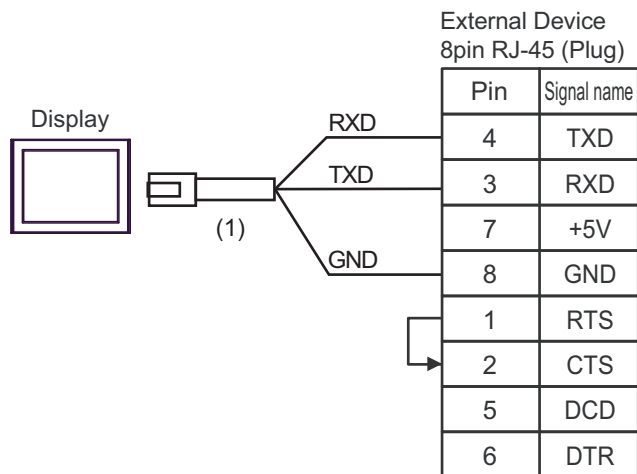 External Device
8pin RJ-45 (Plug)
Pin Signal name
Display
RXD
4 TXD
TXD
3 RXD
(1)
7 +5V
GND
8 GND
1 RTS
2 CTS
5 DCD
6 DTR